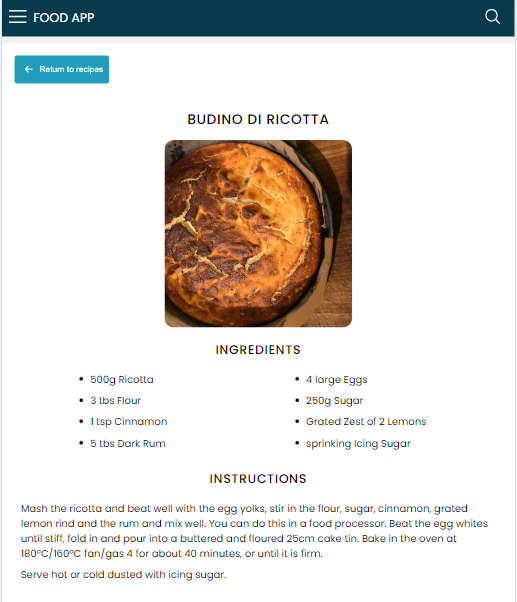 FOOD APP
Return to recipes
BUDINO DI RICOTTA
INGREDIENTS
500g Ricotta
4 large Eggs
3 tbs Flour
250g Sugar
1 tsp Cinnamon
Grated Zest of 2 Lemons
5 tbs Dark Rum
sprinking Icing Sugar
INSTRUCTIONS
Mash the ricotta and beat well with the egg yolks, stir in the flour, sugar, cinnamon, grated
lemon rind and the rum and mix well. You can do this in a food processor. Beat the egg whites
until stiff, fold in and pour into a buttered and floured 25cm cake tin. Bake in the oven at
180ºC/160ºC fan/gas 4 for about 40 minutes, or until it is firm.
Serve hot or cold dusted with icing sugar.